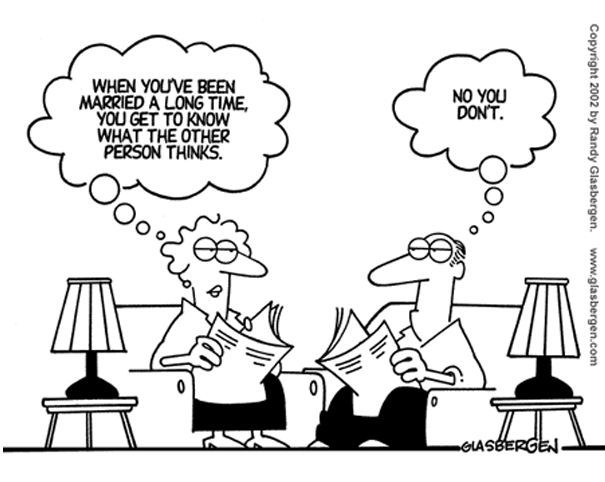 WHEN YOU'VE BEEN
MARRIED A LONG TIME,
YOU GET TO KNOW
WHAT THE OTHER
PERSON THINKS.
NO YOU
DON'T.
Copyright 2002 by Randy Glasbergen. www.glasbergen.com
GLASBERGEN